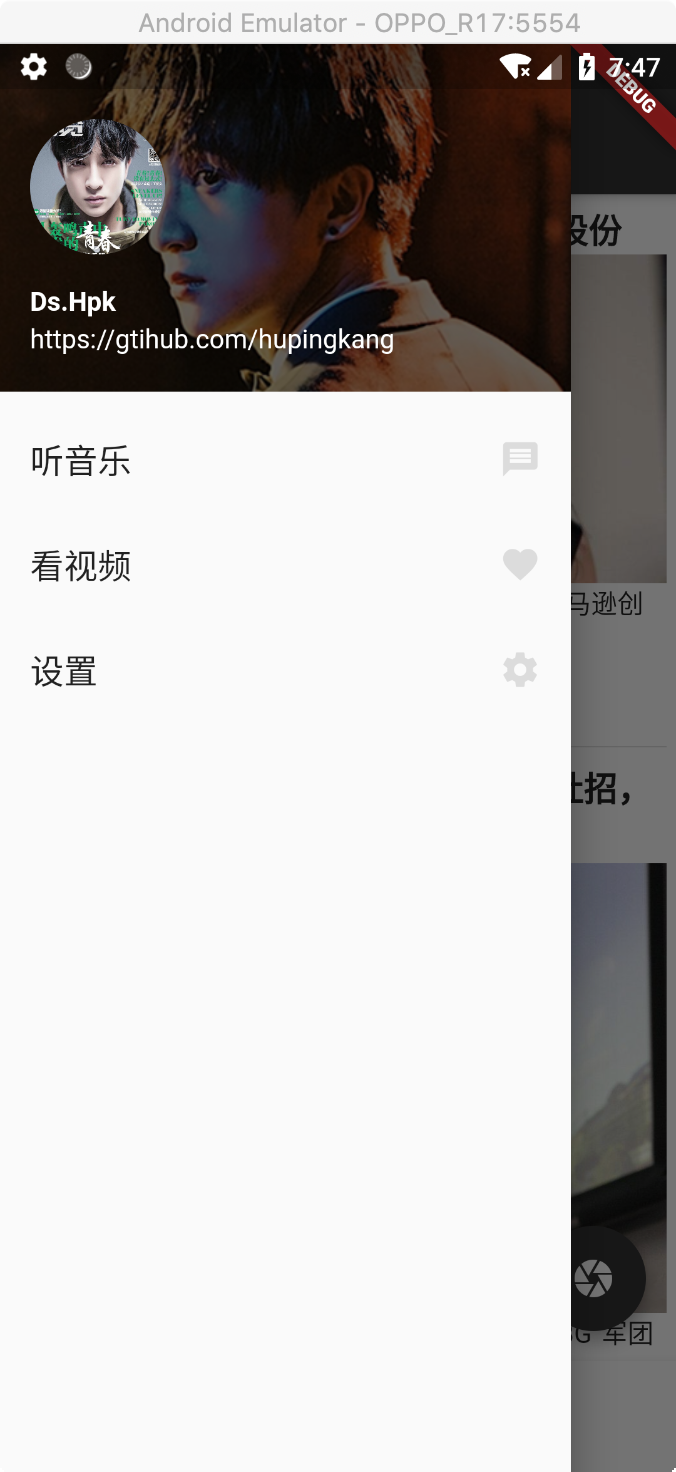 Android Emulator - OPPO_R17:5554
7:47
DEBUG
青春
Ds.Hpk
https://gtihub.com/hupingkang
股份
听音乐
看视频
马逊创
设置
社招，
G 军团